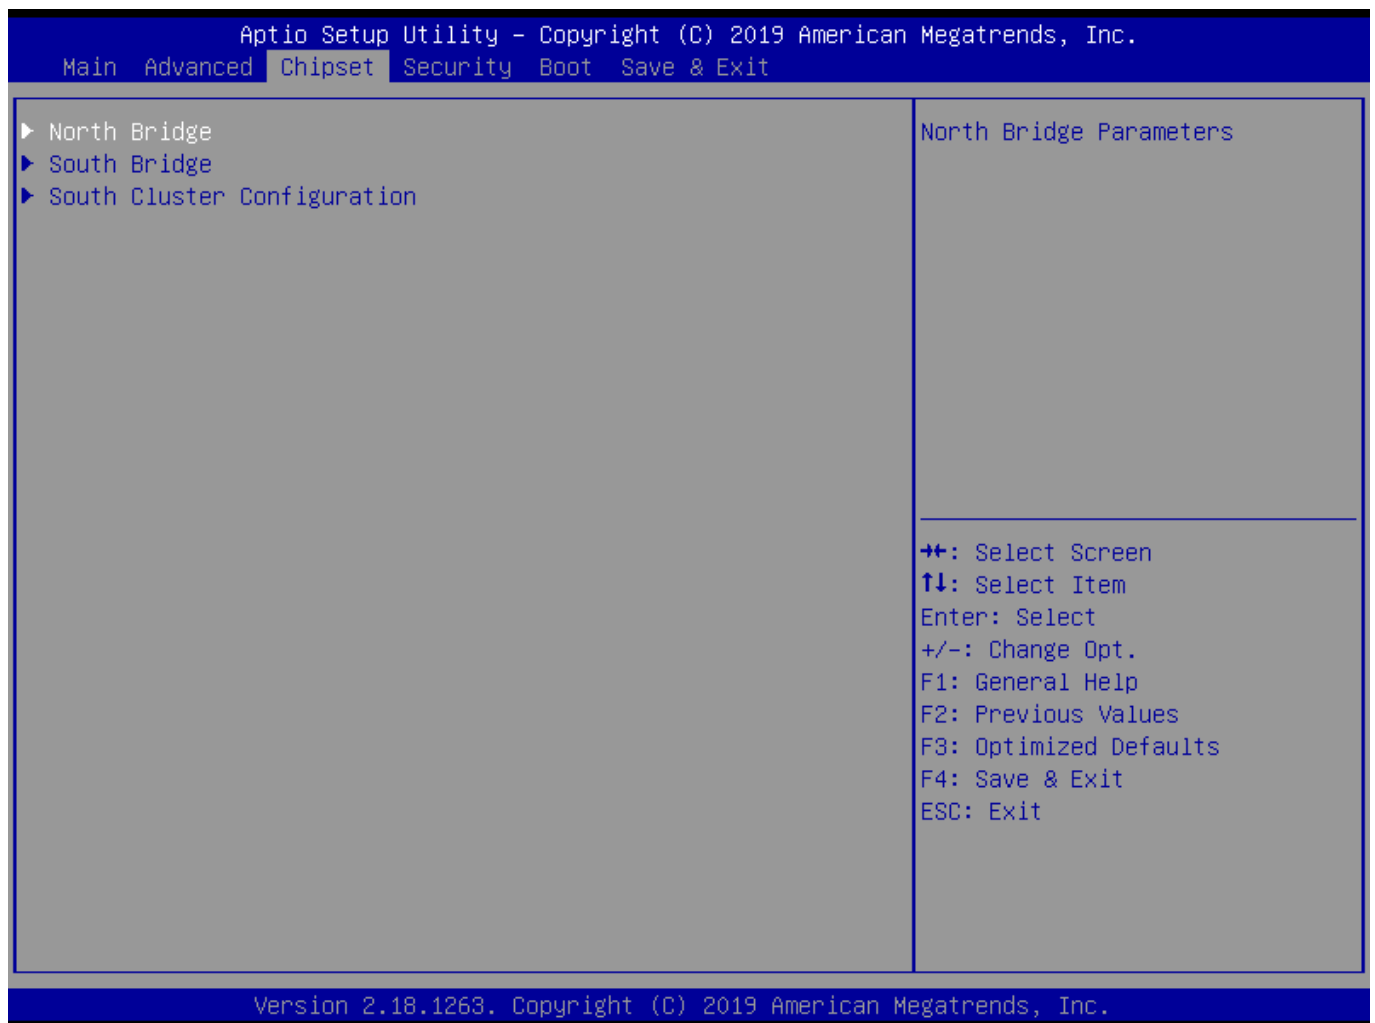 Aptio Setup Utility – Copyright (C) 2019 American Megatrends, Inc.
Main Advanced Chipset Security Boot Save & Exit
North Bridge
South Bridge
South Cluster Configuration
North Bridge Parameters
→←: Select Screen
↑↓: Select Item
Enter: Select
+/-: Change Opt.
F1: General Help
F2: Previous Values
F3: Optimized Defaults
F4: Save & Exit
ESC: Exit
Version 2.18.1263. Copyright (C) 2019 American Megatrends, Inc.